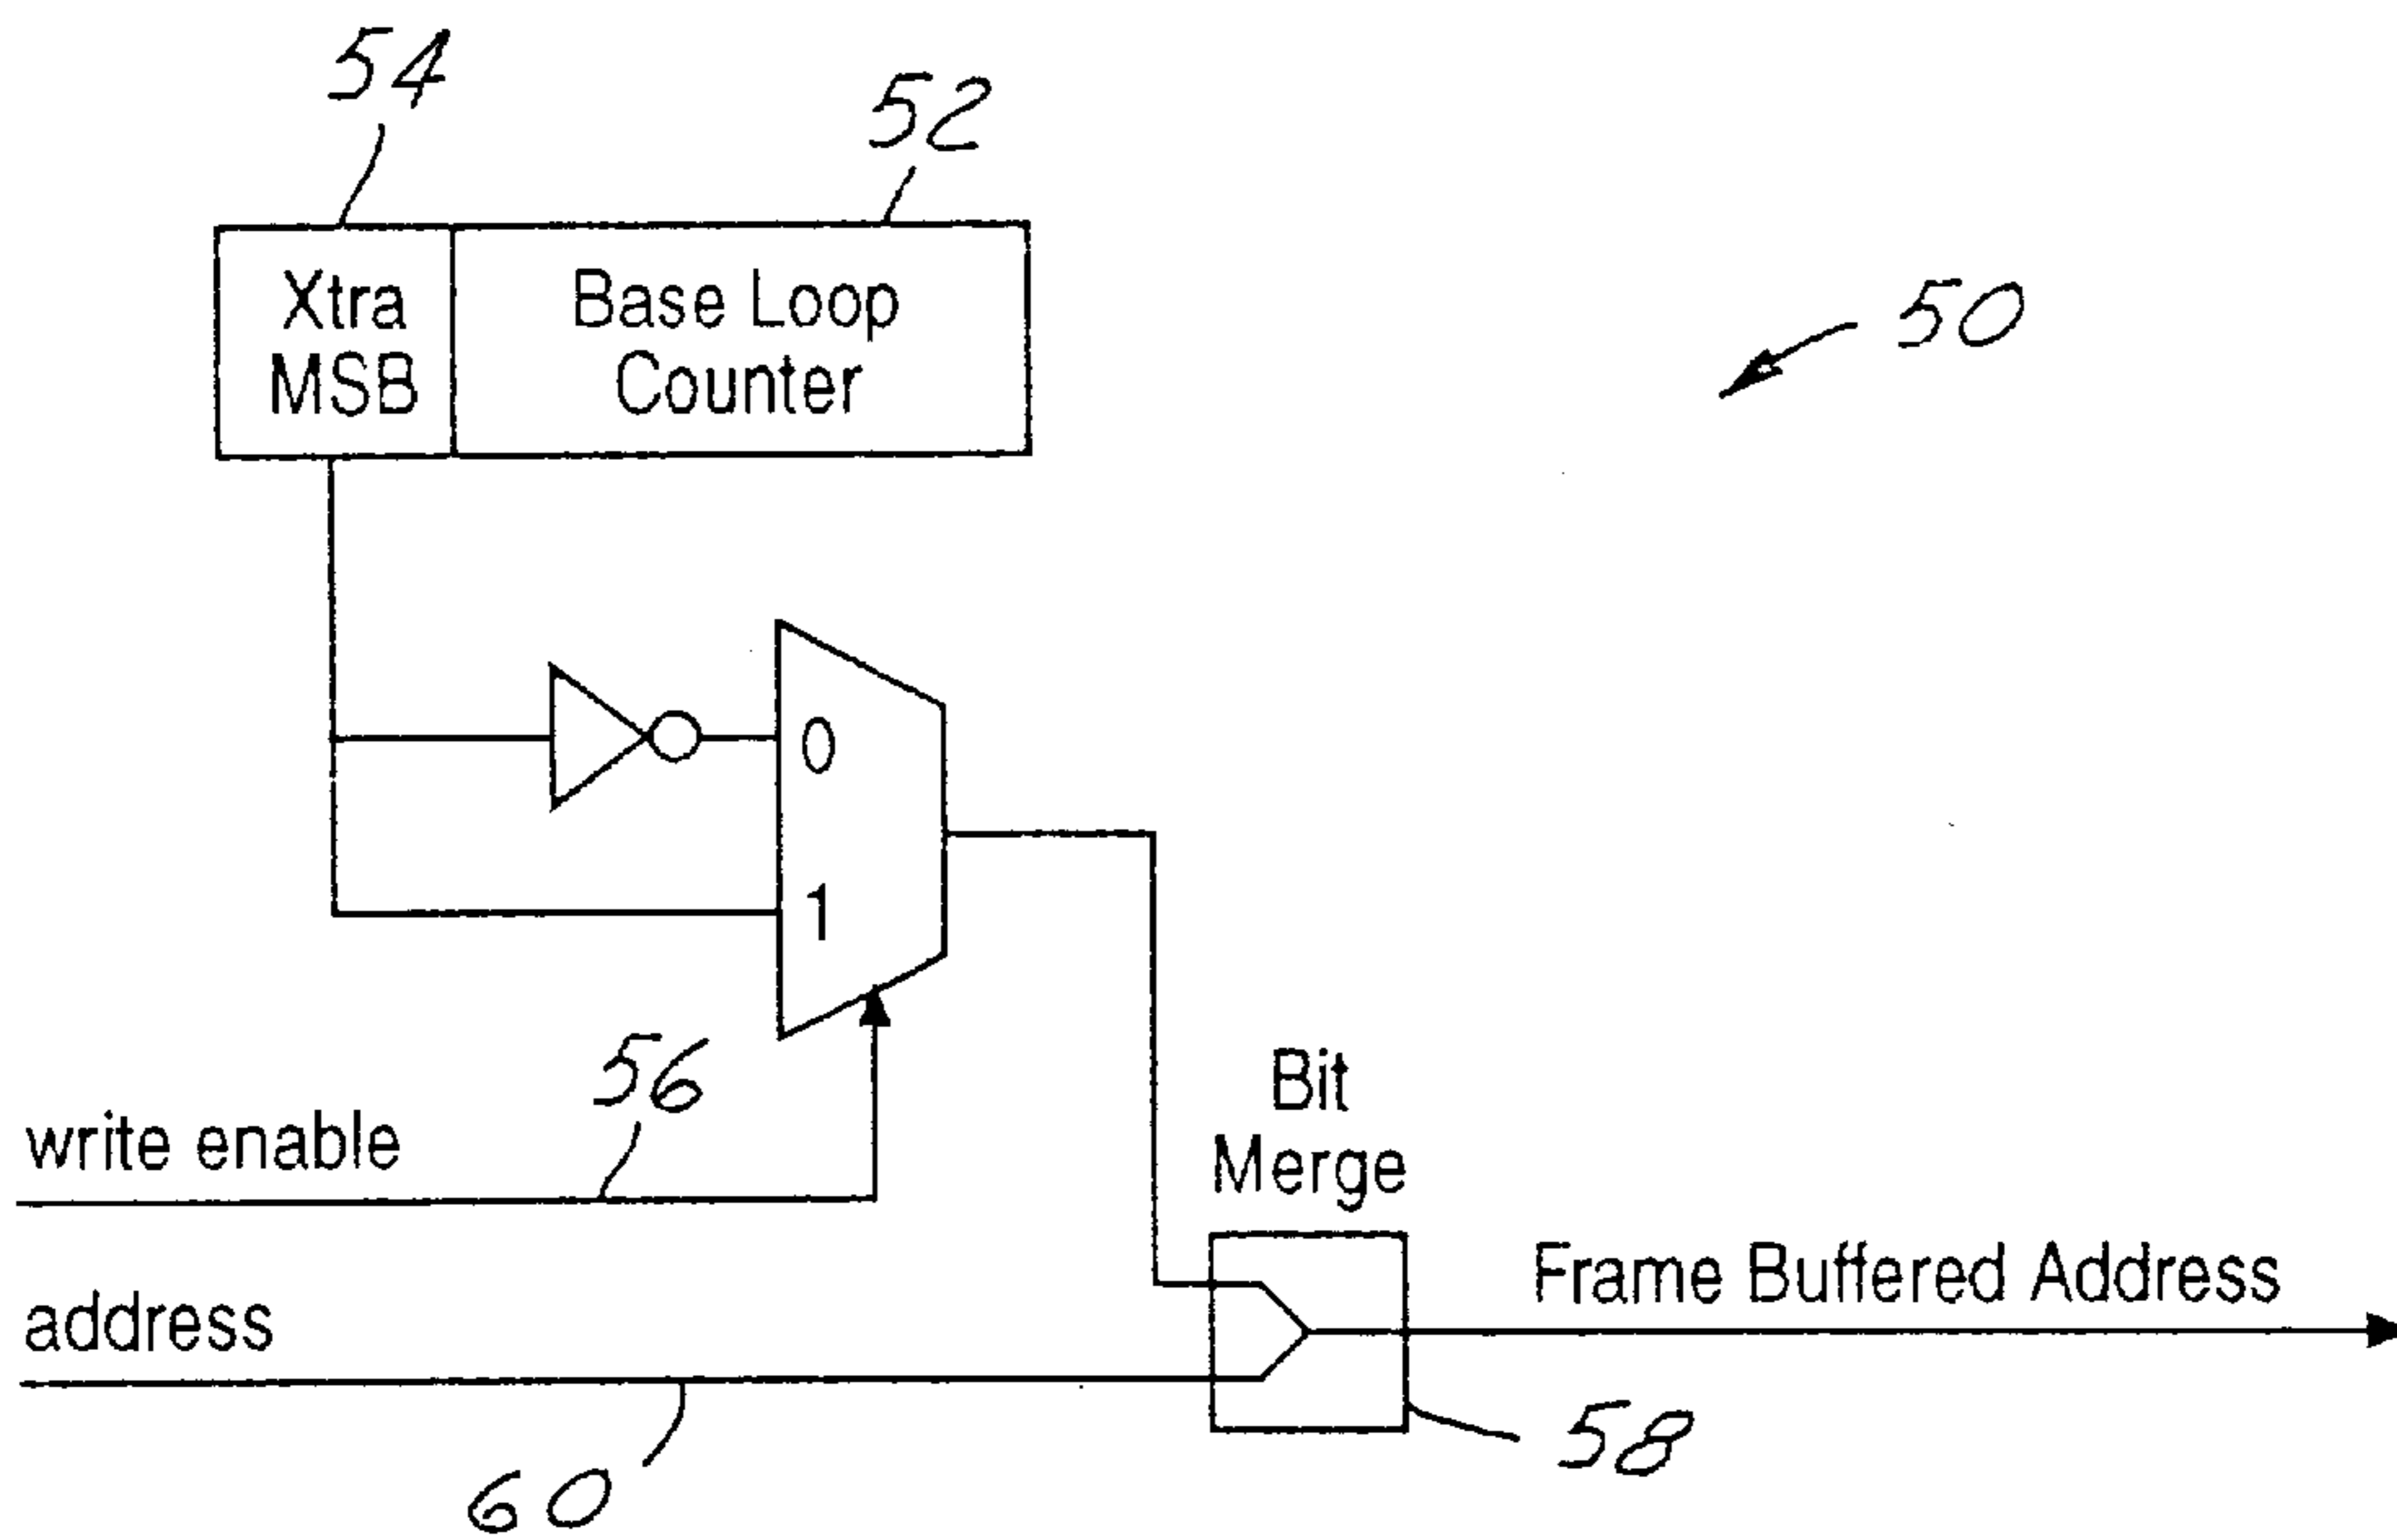 54
52
Xtra
MSB
Base Loop
Counter
50
0
1
56
write enable
Bit
Merge
Frame Buffered Address
address
58
60